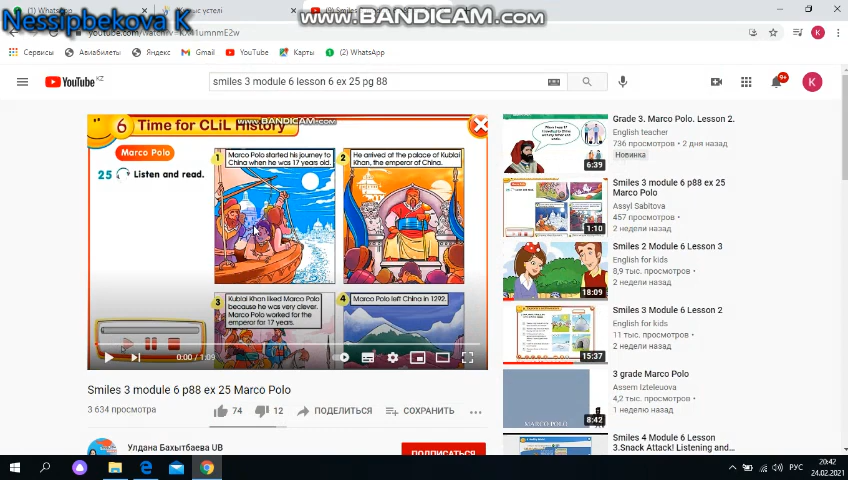 Nessipbekova K
WWW.BANDICAM.COM
(1) WhatsApp
youtube.com/watch
Сервисы
Авиабилеты
Яндекс
Gmail
YouTube
Карты
(2) WhatsApp
YouTube KZ
smiles 3 module 6 lesson 6 ex 25 pg 88
9+
K
6 Time for CLIL History
WWW.BANDICAM.COM
Marco Polo
25 Listen and read.
1 Marco Polo started his journey to
China when he was 17 years old.
2 He arrived at the palace of Kublai
Khan, the emperor of China.
3 Kublai Khan liked Marco Polo
because he was very clever.
Marco Polo worked for the
emperor for 17 years.
4 Marco Polo left China in 1292.
0:00 / 1:09
Smiles 3 module 6 p88 ex 25 Marco Polo
3 634 просмотра
74
12
ПОДЕЛИТЬСЯ
СОХРАНИТЬ
Улдана Бахытбаева UB
ПОДПИСАТЬСЯ
6:39
Grade 3. Marco Polo. Lesson 2.
English teacher
736 просмотров • 2 дня назад
Новинка
1:10
Smiles 3 module 6 p88 ex 25
Marco Polo
Assyl Sabitova
457 просмотров •
2 недели назад
18:09
Smiles 2 Module 6 Lesson 3
English for kids
8,9 тыс. просмотров •
2 недели назад
15:37
Smiles 3 Module 6 Lesson 2
English for kids
11 тыс. просмотров •
2 недели назад
MARCO POLO
8:42
3 grade Marco Polo
Assem Izteleuova
4,2 тыс. просмотров •
1 неделю назад
Smiles 4 Module 6 Lesson
3.Snack Attack! Listening and...
РУС
20:42
24.02.2021